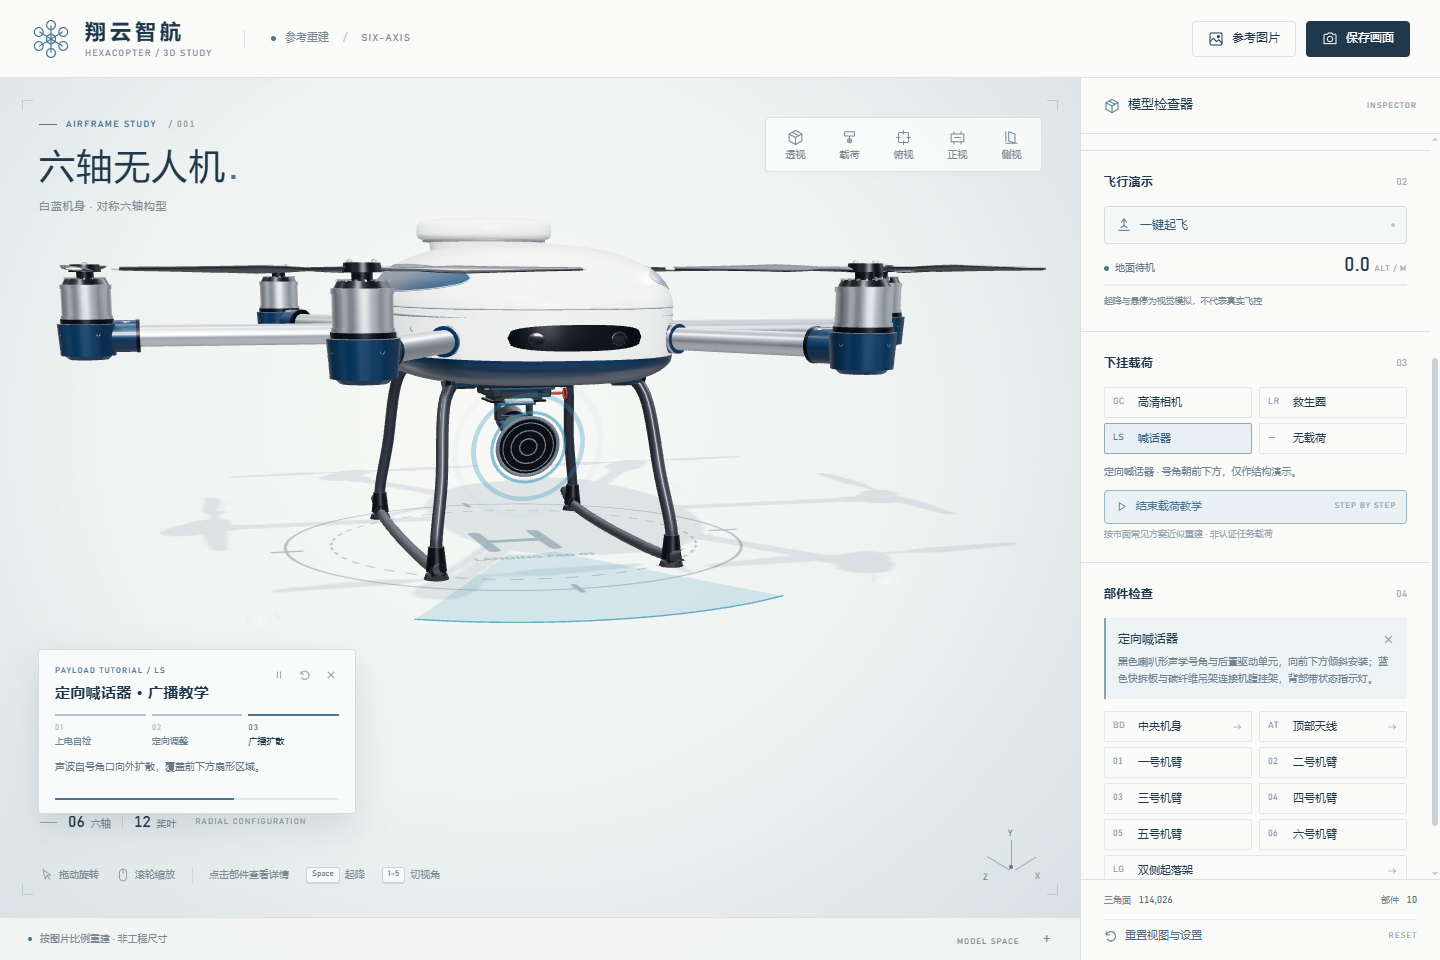 翔云智航
HEXACOPTER / 3D STUDY
参考重建 / SIX-AXIS
参考图片
保存画面
AIRFRAME STUDY / 001
六轴无人机.
白蓝机身 · 对称六轴构型
透视 载荷 俯视 正视 侧视
H
PAYLOAD TUTORIAL / LS
定向喊话器 • 广播教学
01 02 03
上电自检 定向调整 广播扩散
声波自号角口向外扩散，覆盖前下方扇形区域。
06 六轴 12 桨叶 RADIAL CONFIGURATION
拖动旋转 滚轮缩放 点击部件查看详情 Space 起降 1-5 切视角
Y
Z X
按图片比例重建 · 非工程尺寸
MODEL SPACE +
模型检查器 INSPECTOR
飞行演示 02
一键起飞
地面待机 0.0 ALT / M
起降与悬停为视觉模拟，不代表真实飞控
下挂载荷 03
GC 高清相机 LR 救生圈
LS 喊话器 — 无载荷
定向喊话器 · 号角朝前下方，仅作结构演示。
结束载荷教学 STEP BY STEP
按市面常见方案近似重建 · 非认证任务载荷
部件检查 04
定向喊话器
黑色喇叭形声学号角与后置驱动单元，向前下方倾斜安装；蓝
色快拆板与碳纤维吊架连接机腹挂架，背部带状态指示灯。
BD 中央机身 → AT 顶部天线 →
01 一号机臂 02 二号机臂
03 三号机臂 04 四号机臂
05 五号机臂 06 六号机臂
LG 双侧起落架 →
三角面 114,026 部件 10
重置视图与设置 RESET